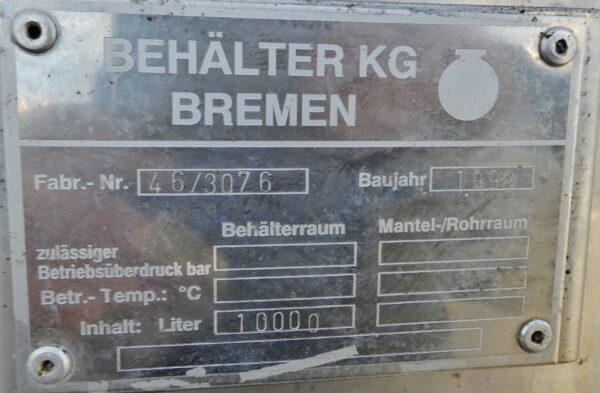 BEHÄLTER KG
BREMEN
Fabr.- Nr. 46/3076 Baujahr 1992
Behälterraum Mantel-/Rohrraum
zulässiger
Betriebsüberdruck bar
Betr.- Temp.: °C
Inhalt: Liter 10000